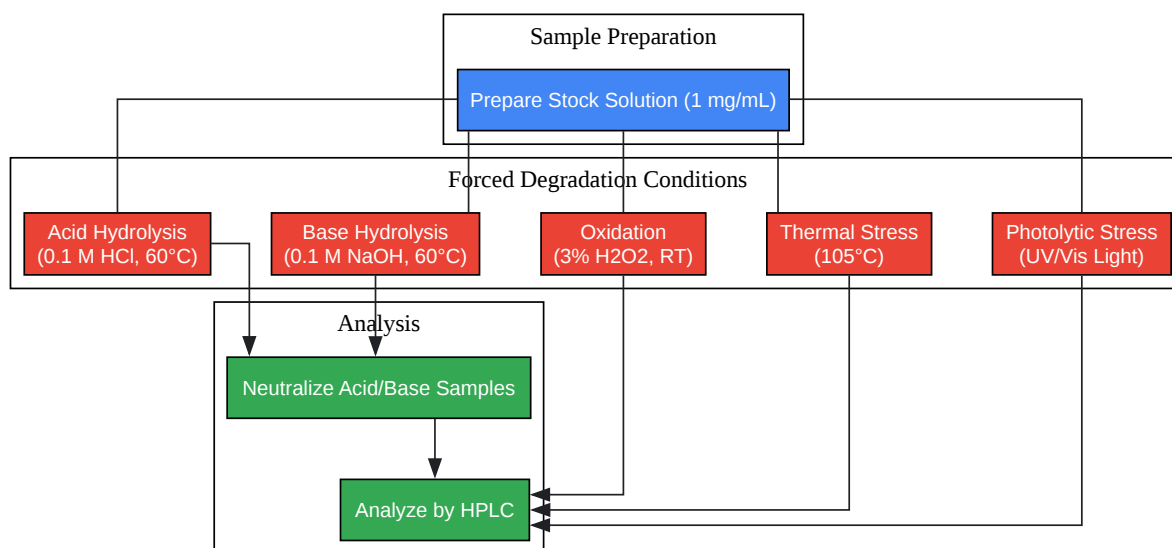 Sample Preparation
Prepare Stock Solution (1 mg/mL)
Forced Degradation Conditions
Acid Hydrolysis
(0.1 M HCl, 60°C)
Base Hydrolysis
(0.1 M NaOH, 60°C)
Oxidation
(3% H2O2, RT)
Thermal Stress
(105°C)
Photolytic Stress
(UV/Vis Light)
Analysis
Neutralize Acid/Base Samples
Analyze by HPLC